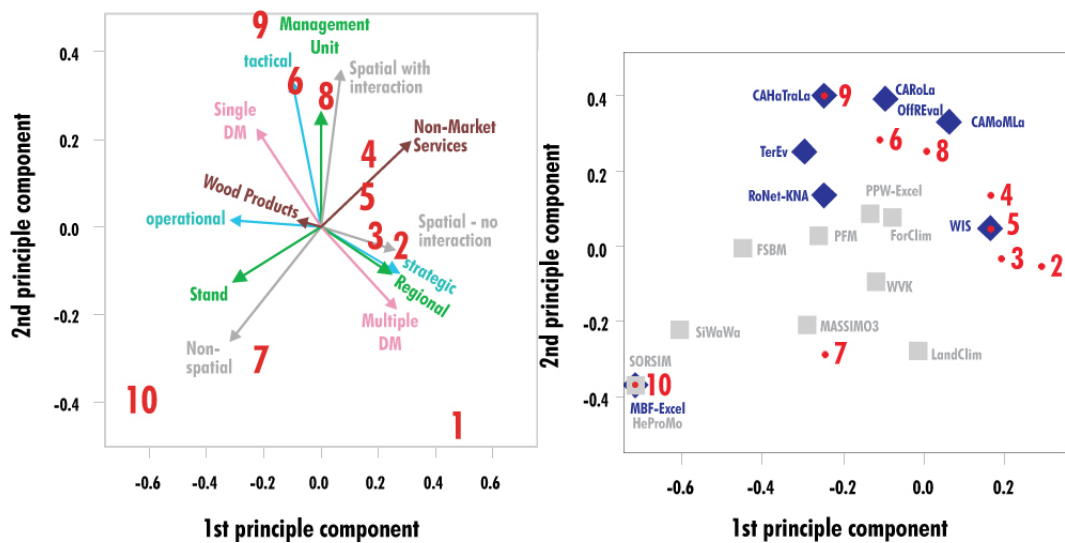 9
Management
Unit
tactical
6
8
Spatial with
interaction
Single
DM
4
Non-Market
Services
Wood Products
5
operational
3
2
Spatial - no
interaction
strategic
Regional
Stand
Multiple
DM
Non-
spatial
7
10
1
0.4
0.2
0.0
-0.2
-0.4
2nd principle component
-0.6
-0.4
-0.2
0.0
0.2
0.4
0.6
1st principle component
CAHaTraLa
9
CARoLa
OffREval
CAMoMLa
6
8
TerEv
RoNet-KNA
PPW-Excel
4
WIS
5
FSBM
PFM
ForClim
3
2
WVK
SiWaWa
MASSIMO3
7
LandClim
SORSIM
10
MBF-Excel
HeProMo
0.4
0.2
0.0
-0.2
-0.4
2nd principle component
-0.6
-0.4
-0.2
0
0.2
1st principle component